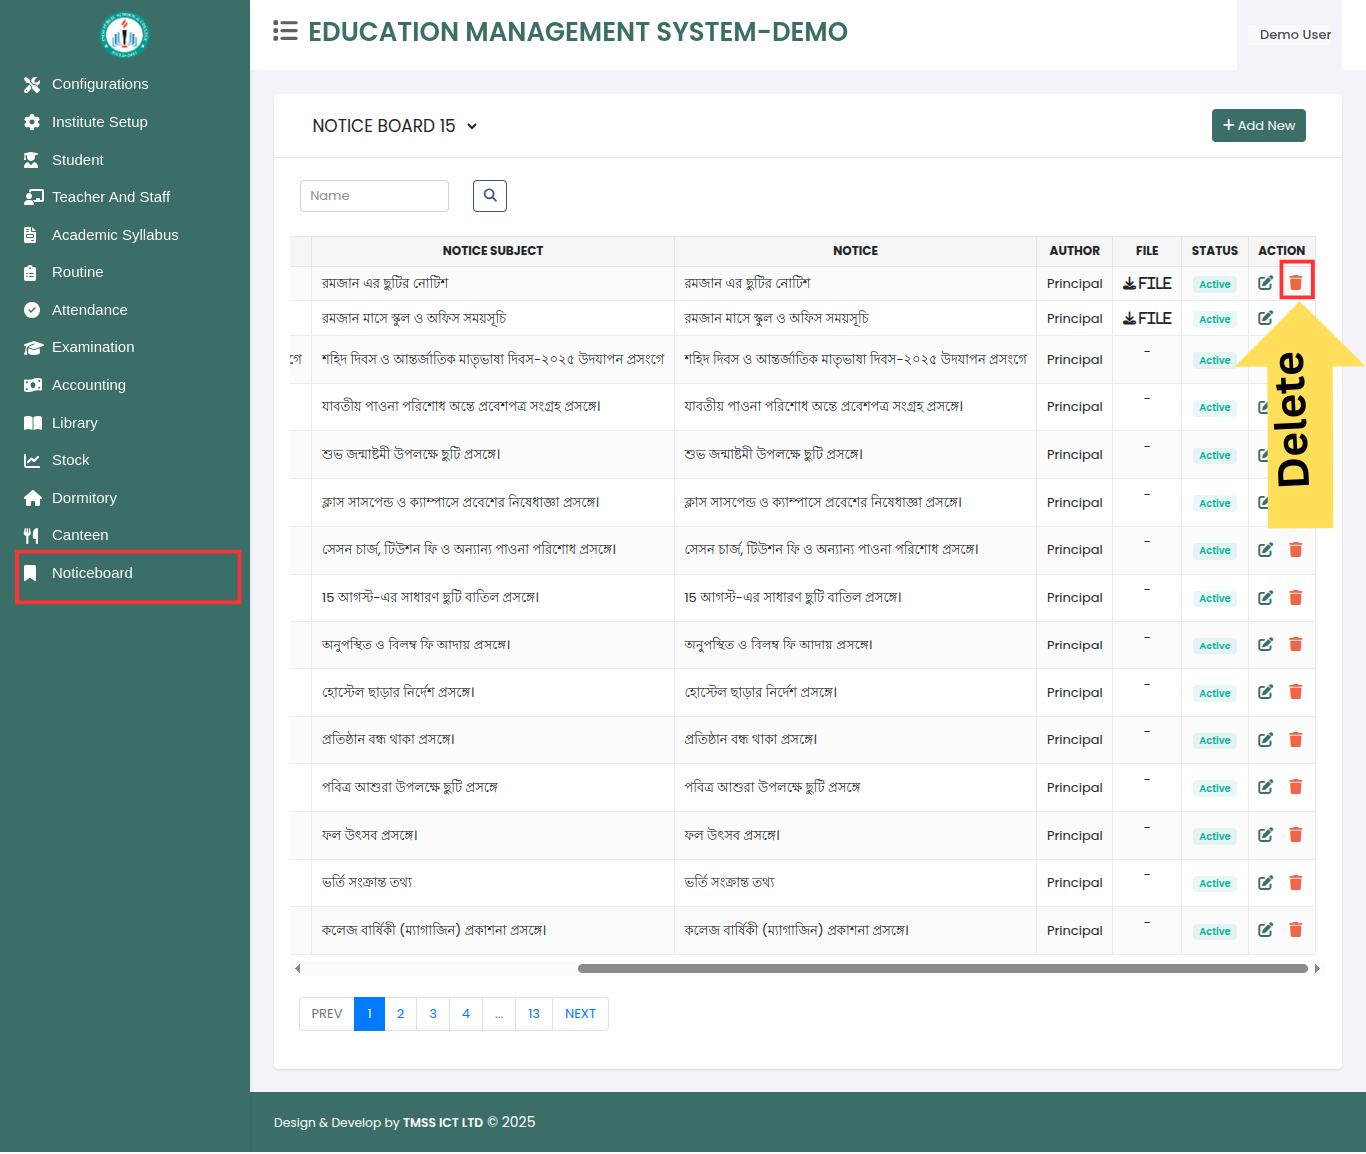 EDUCATION MANAGEMENT SYSTEM-DEMO
Demo User
Configurations
Institute Setup
Student
Teacher And Staff
Academic Syllabus
Routine
Attendance
Examination
Accounting
Library
Stock
Dormitory
Canteen
Noticeboard
NOTICE BOARD 15
Add New
Name
NOTICE SUBJECT NOTICE AUTHOR FILE STATUS ACTION
রমজান এর ছুটির নোটিশ রমজান এর ছুটির নোটিশ Principal FILE Active
রমজান মাসে স্কুল ও অফিস সময়সূচি রমজান মাসে স্কুল ও অফিস সময়সূচি Principal FILE Active
গে শহিদ দিবস ও আন্তর্জাতিক মাতৃভাষা দিবস-২০২৫ উদযাপন প্রসংগে শহিদ দিবস ও আন্তর্জাতিক মাতৃভাষা দিবস-২০২৫ উদযাপন প্রসংগে Principal - Active
যাবতীয় পাওনা পরিশোধ অন্তে প্রবেশপত্র সংগ্রহ প্রসঙ্গে। যাবতীয় পাওনা পরিশোধ অন্তে প্রবেশপত্র সংগ্রহ প্রসঙ্গে। Principal - Active
শুভ জন্মাষ্টমী উপলক্ষে ছুটি প্রসঙ্গে। শুভ জন্মাষ্টমী উপলক্ষে ছুটি প্রসঙ্গে। Principal - Active
ক্লাস সাসপেন্ড ও ক্যাম্পাসে প্রবেশের নিষেধাজ্ঞা প্রসঙ্গে। ক্লাস সাসপেন্ড ও ক্যাম্পাসে প্রবেশের নিষেধাজ্ঞা প্রসঙ্গে। Principal - Active
সেসন চার্জ, টিউশন ফি ও অন্যান্য পাওনা পরিশোধ প্রসঙ্গে। সেসন চার্জ, টিউশন ফি ও অন্যান্য পাওনা পরিশোধ প্রসঙ্গে। Principal - Active
15 আগস্ট-এর সাধারণ ছুটি বাতিল প্রসঙ্গে। 15 আগস্ট-এর সাধারণ ছুটি বাতিল প্রসঙ্গে। Principal - Active
অনুপস্থিত ও বিলম্ব ফি আদায় প্রসঙ্গে। অনুপস্থিত ও বিলম্ব ফি আদায় প্রসঙ্গে। Principal - Active
হোস্টেল ছাড়ার নির্দেশ প্রসঙ্গে। হোস্টেল ছাড়ার নির্দেশ প্রসঙ্গে। Principal - Active
প্রতিষ্ঠান বন্ধ থাকা প্রসঙ্গে। প্রতিষ্ঠান বন্ধ থাকা প্রসঙ্গে। Principal - Active
পবিত্র আশুরা উপলক্ষে ছুটি প্রসঙ্গে পবিত্র আশুরা উপলক্ষে ছুটি প্রসঙ্গে Principal - Active
ফল উৎসব প্রসঙ্গে। ফল উৎসব প্রসঙ্গে। Principal - Active
ভর্তি সংক্রান্ত তথ্য ভর্তি সংক্রান্ত তথ্য Principal - Active
কলেজ বার্ষিকী (ম্যাগাজিন) প্রকাশনা প্রসঙ্গে। কলেজ বার্ষিকী (ম্যাগাজিন) প্রকাশনা প্রসঙ্গে। Principal - Active
Delete
PREV 1 2 3 4 ... 13 NEXT
Design & Develop by TMSS ICT LTD © 2025